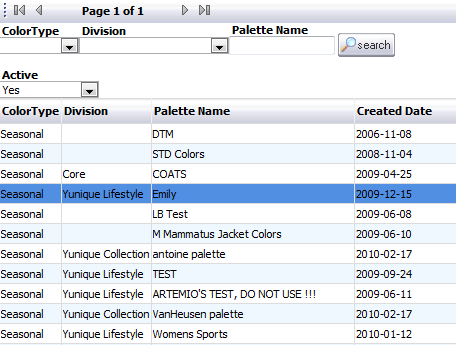 Page 1 of 1
ColorType Division Palette Name
search
Active
Yes
ColorType Division Palette Name Created Date
Seasonal DTM 2006-11-08
Seasonal STD Colors 2008-11-04
Seasonal Core COATS 2009-04-25
Seasonal Yunique Lifestyle Emily 2009-12-15
Seasonal LB Test 2009-06-08
Seasonal M Mammatus Jacket Colors 2009-06-10
Seasonal Yunique Collection antoine palette 2010-02-17
Seasonal Yunique Lifestyle TEST 2009-09-24
Seasonal Yunique Lifestyle ARTEMIO'S TEST, DO NOT USE !!! 2009-06-11
Seasonal Yunique Collection VanHeusen palette 2010-02-17
Seasonal Yunique Lifestyle Womens Sports 2010-01-12